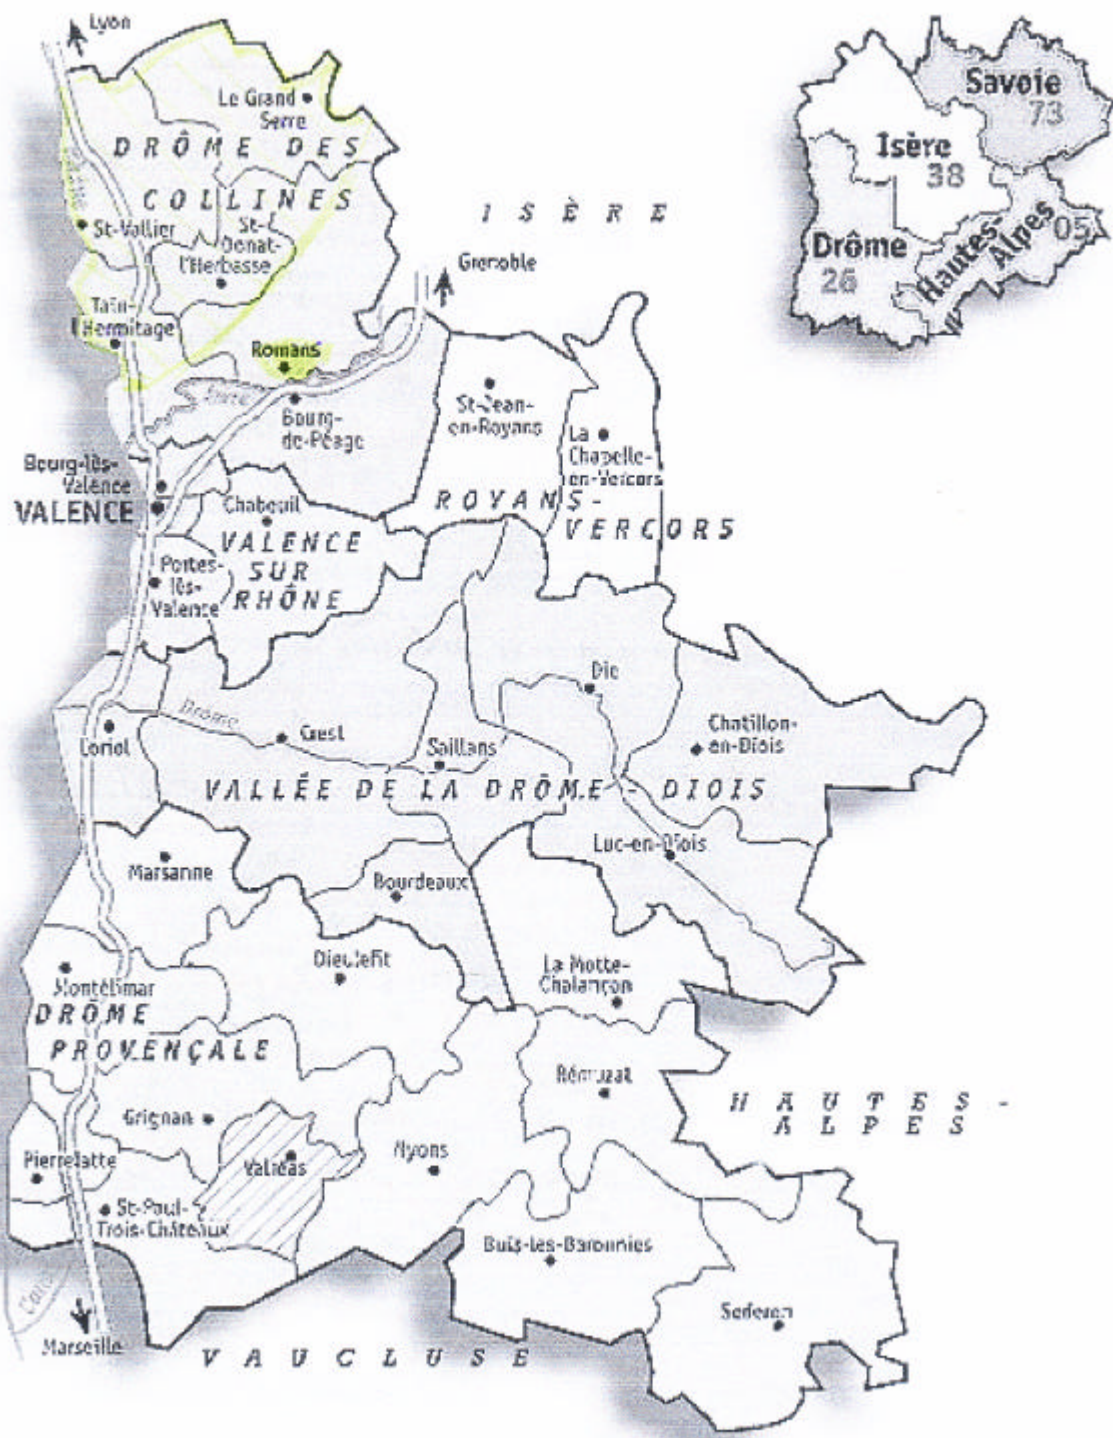 Lyon
Le Grand
Serre
DRÔME DES
COLLINES
St-Vallier
St-
Donat-
l'Herbasse
Tain-
l'Hermitage
Romans
Isère
Bourg-
de-Péage
ISÈRE
Grenoble
Savoie
73
Isère
38
Drôme
26
Hautes-
Alpes
05
St-Jean-
en-Royans
La
Chapelle-
en-Vercors
ROYANS-
VERCORS
Bourg-lès-
Valence
VALENCE
Chabeuil
VALENCE
SUR
RHÔNE
Portes-
lès-
Valence
Die
Drôme
Crest
Loriol
Saillans
Chatillon-
en-Diois
VALLÉE DE LA DRÔME - DIOIS
Luc-en-Diois
Marsanne
Bourdeaux
Dieulefit
La Motte-
Chalançon
Montélimar
DRÔME
PROVENÇALE
Rémuzat
HAUTES-
ALPES
Grignan
Pierrelatte
Valréas
Nyons
St-Paul-
Trois-Châteaux
Buis-les-Baronnies
Sederon
Marseille
VAUCLUSE